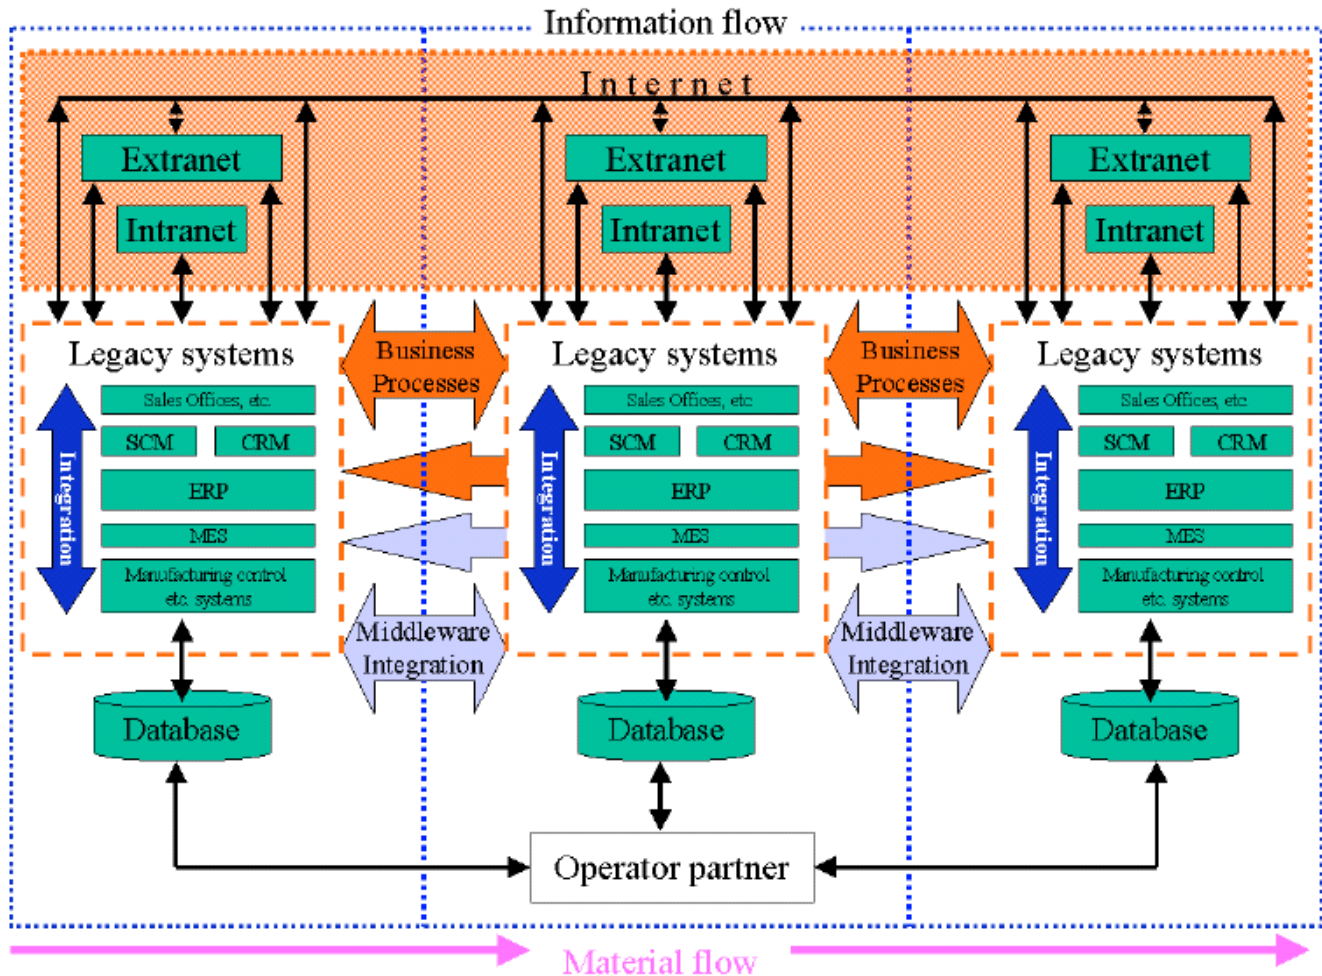 Information flow
Internet
Extranet
Extranet
Extranet
Intranet
Intranet
Intranet
Legacy systems
Sales Offices, etc.
SCM
CRM
ERP
MES
Manufacturing control
etc. systems
Integration
Business
Processes
Middleware
Integration
Legacy systems
Sales Offices, etc
SCM
CRM
ERP
MES
Manufacturing control
etc. systems
Integration
Business
Processes
Middleware
Integration
Legacy systems
Sales Offices, etc
SCM
CRM
ERP
MES
Manufacturing control
etc. systems
Integration
Database
Database
Database
Operator partner
Material flow